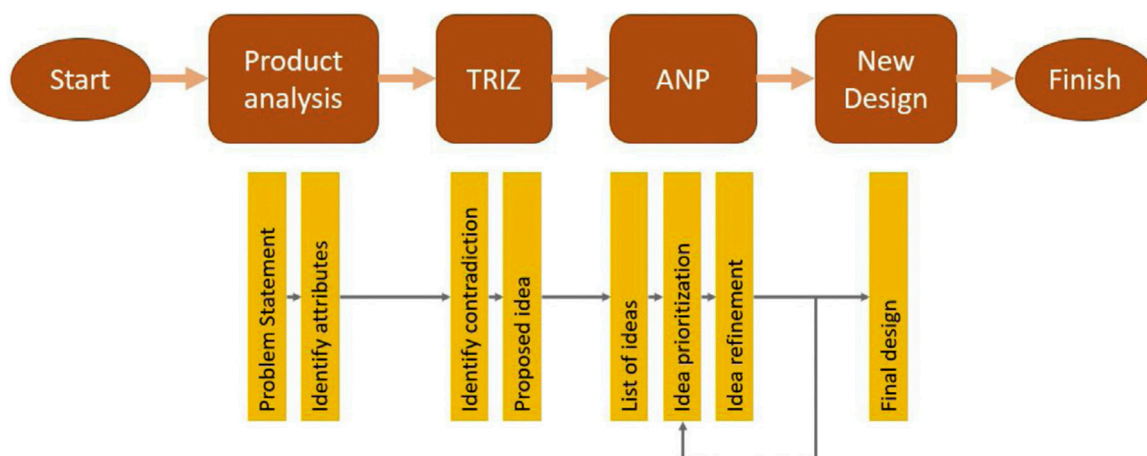 Start
Product
analysis
TRIZ
ANP
New
Design
Finish
Problem Statement
Identify attributes
Identify contradiction
Proposed idea
List of ideas
Idea prioritization
Idea refinement
Final design